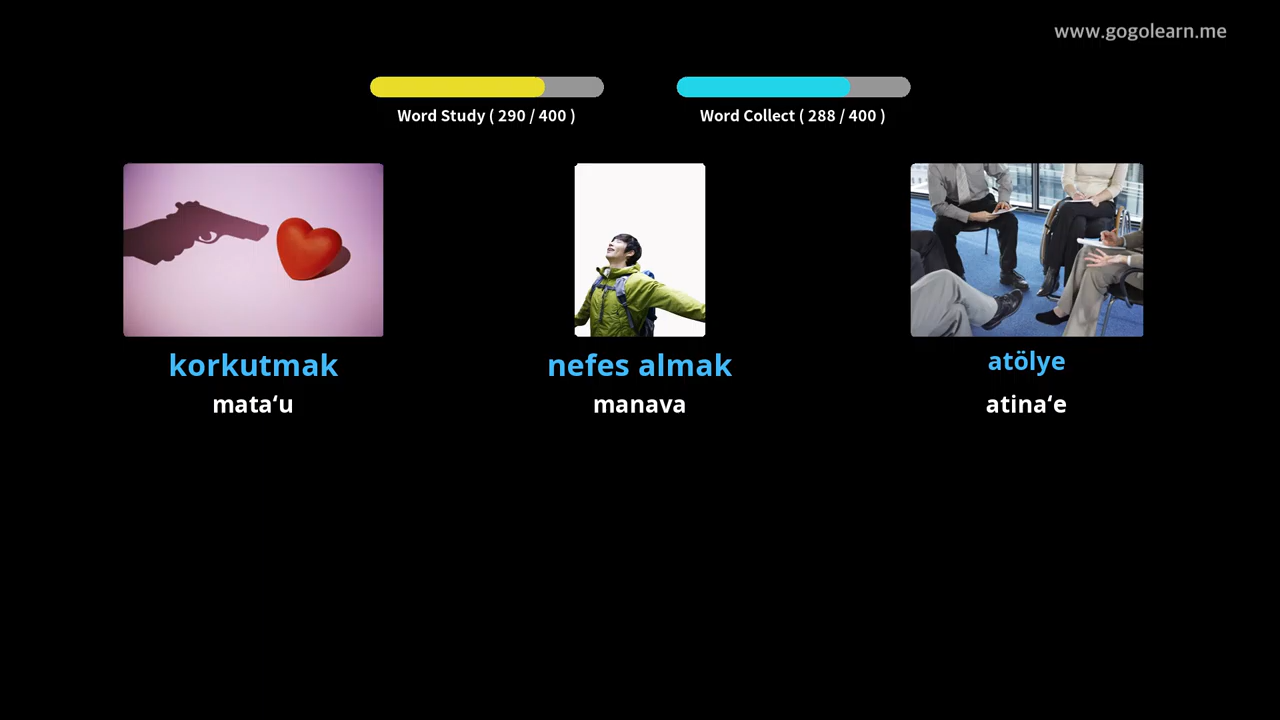 www.gogolearn.me
Word Study ( 290 / 400 )
Word Collect ( 288 / 400 )
korkutmak
mataʻu
nefes almak
manava
atölye
atinaʻe